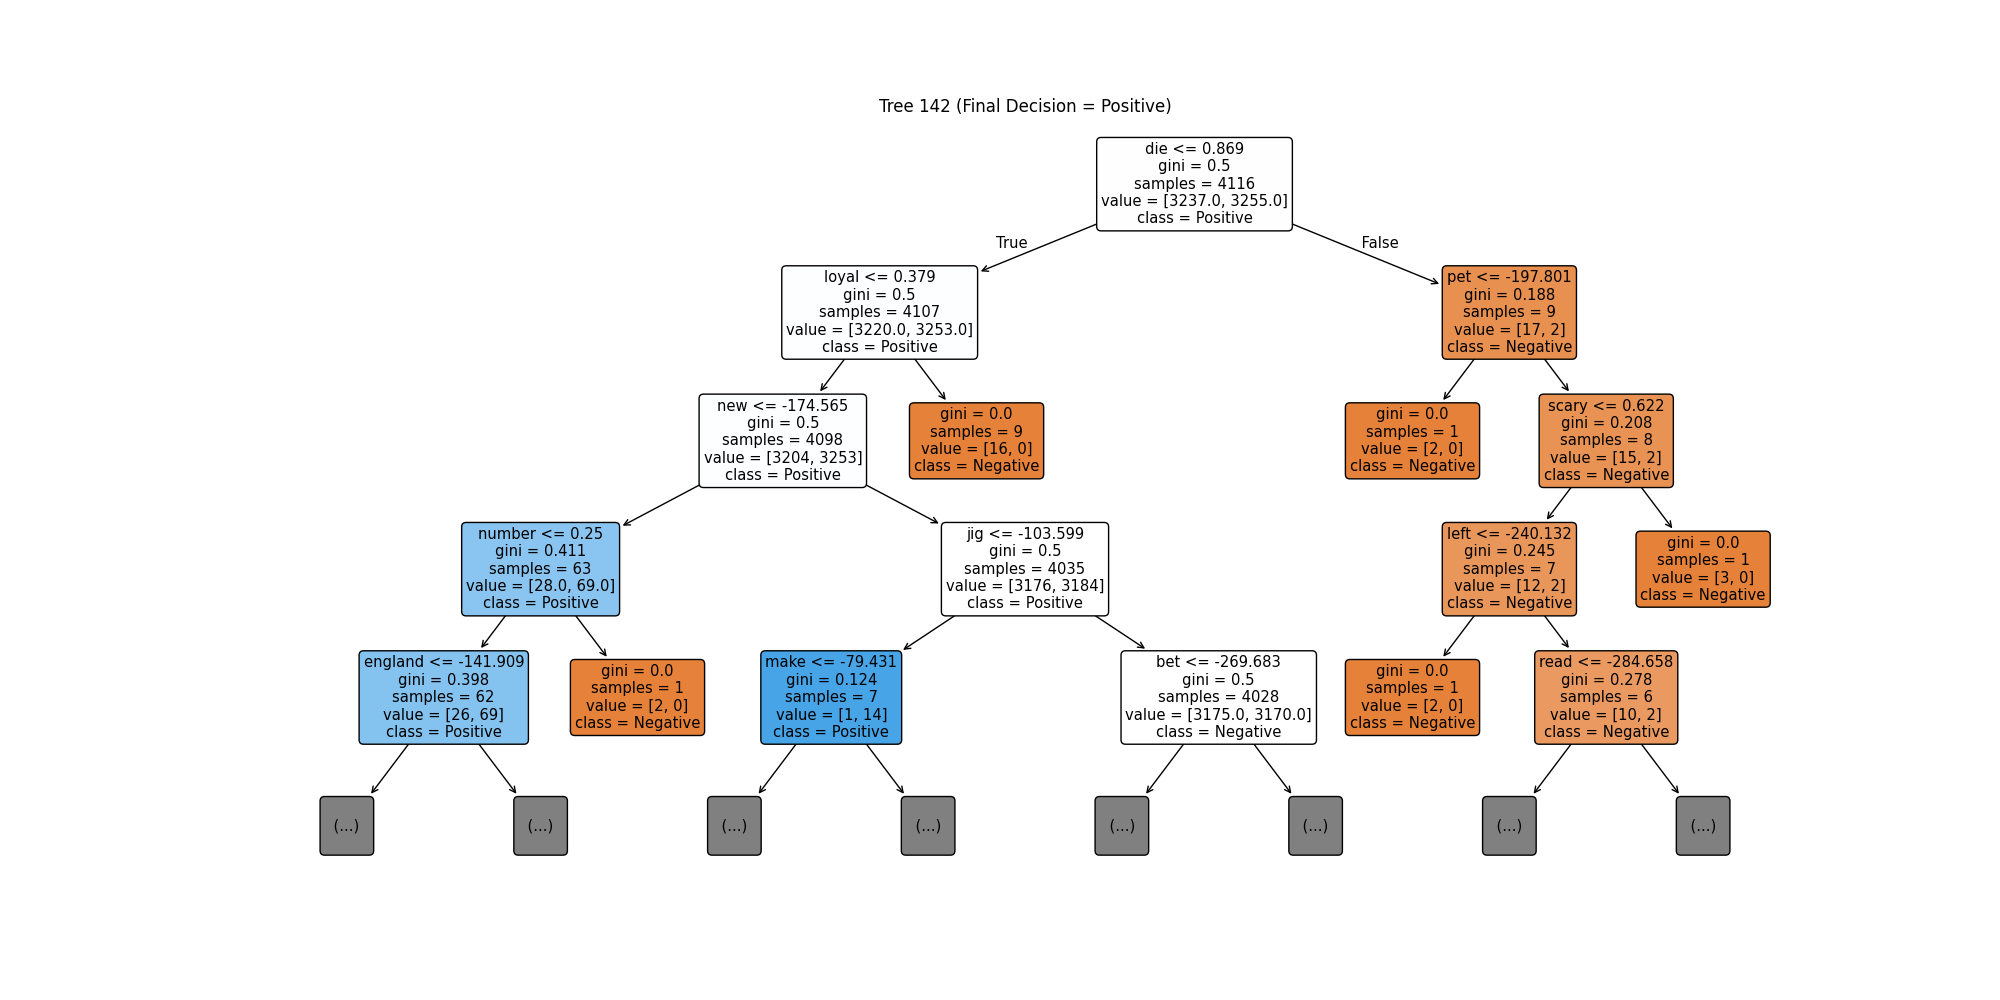 Tree 142 (Final Decision = Positive)
die <= 0.869
gini = 0.5
samples = 4116
value = [3237.0, 3255.0]
class = Positive
True
False
loyal <= 0.379
gini = 0.5
samples = 4107
value = [3220.0, 3253.0]
class = Positive
pet <= -197.801
gini = 0.188
samples = 9
value = [17, 2]
class = Negative
new <= -174.565
gini = 0.5
samples = 4098
value = [3204, 3253]
class = Positive
gini = 0.0
samples = 9
value = [16, 0]
class = Negative
gini = 0.0
samples = 1
value = [2, 0]
class = Negative
scary <= 0.622
gini = 0.208
samples = 8
value = [15, 2]
class = Negative
number <= 0.25
gini = 0.411
samples = 63
value = [28.0, 69.0]
class = Positive
jig <= -103.599
gini = 0.5
samples = 4035
value = [3176, 3184]
class = Positive
left <= -240.132
gini = 0.245
samples = 7
value = [12, 2]
class = Negative
gini = 0.0
samples = 1
value = [3, 0]
class = Negative
england <= -141.909
gini = 0.398
samples = 62
value = [26, 69]
class = Positive
gini = 0.0
samples = 1
value = [2, 0]
class = Negative
make <= -79.431
gini = 0.124
samples = 7
value = [1, 14]
class = Positive
bet <= -269.683
gini = 0.5
samples = 4028
value = [3175.0, 3170.0]
class = Negative
gini = 0.0
samples = 1
value = [2, 0]
class = Negative
read <= -284.658
gini = 0.278
samples = 6
value = [10, 2]
class = Negative
(...)
(...)
(...)
(...)
(...)
(...)
(...)
(...)